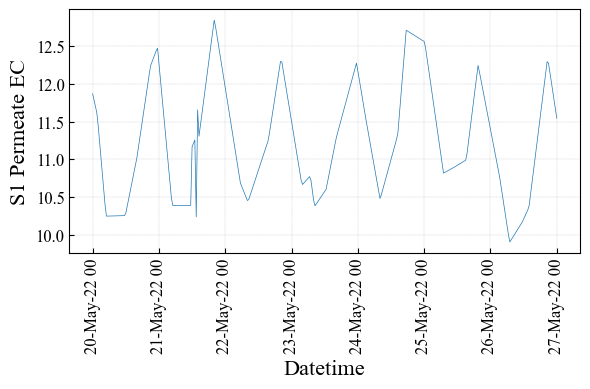 S1 Permeate EC
12.5
12.0
11.5
11.0
10.5
10.0
20-May-22 00
21-May-22 00
22-May-22 00
23-May-22 00
24-May-22 00
25-May-22 00
26-May-22 00
27-May-22 00
Datetime